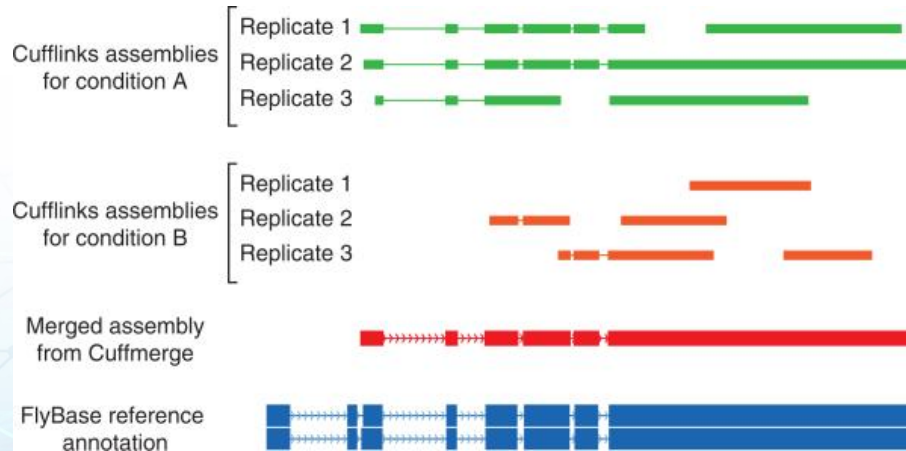 Cufflinks assemblies
for condition A
Replicate 1
Replicate 2
Replicate 3
Cufflinks assemblies
for condition B
Replicate 1
Replicate 2
Replicate 3
Merged assembly
from Cuffmerge
FlyBase reference
annotation